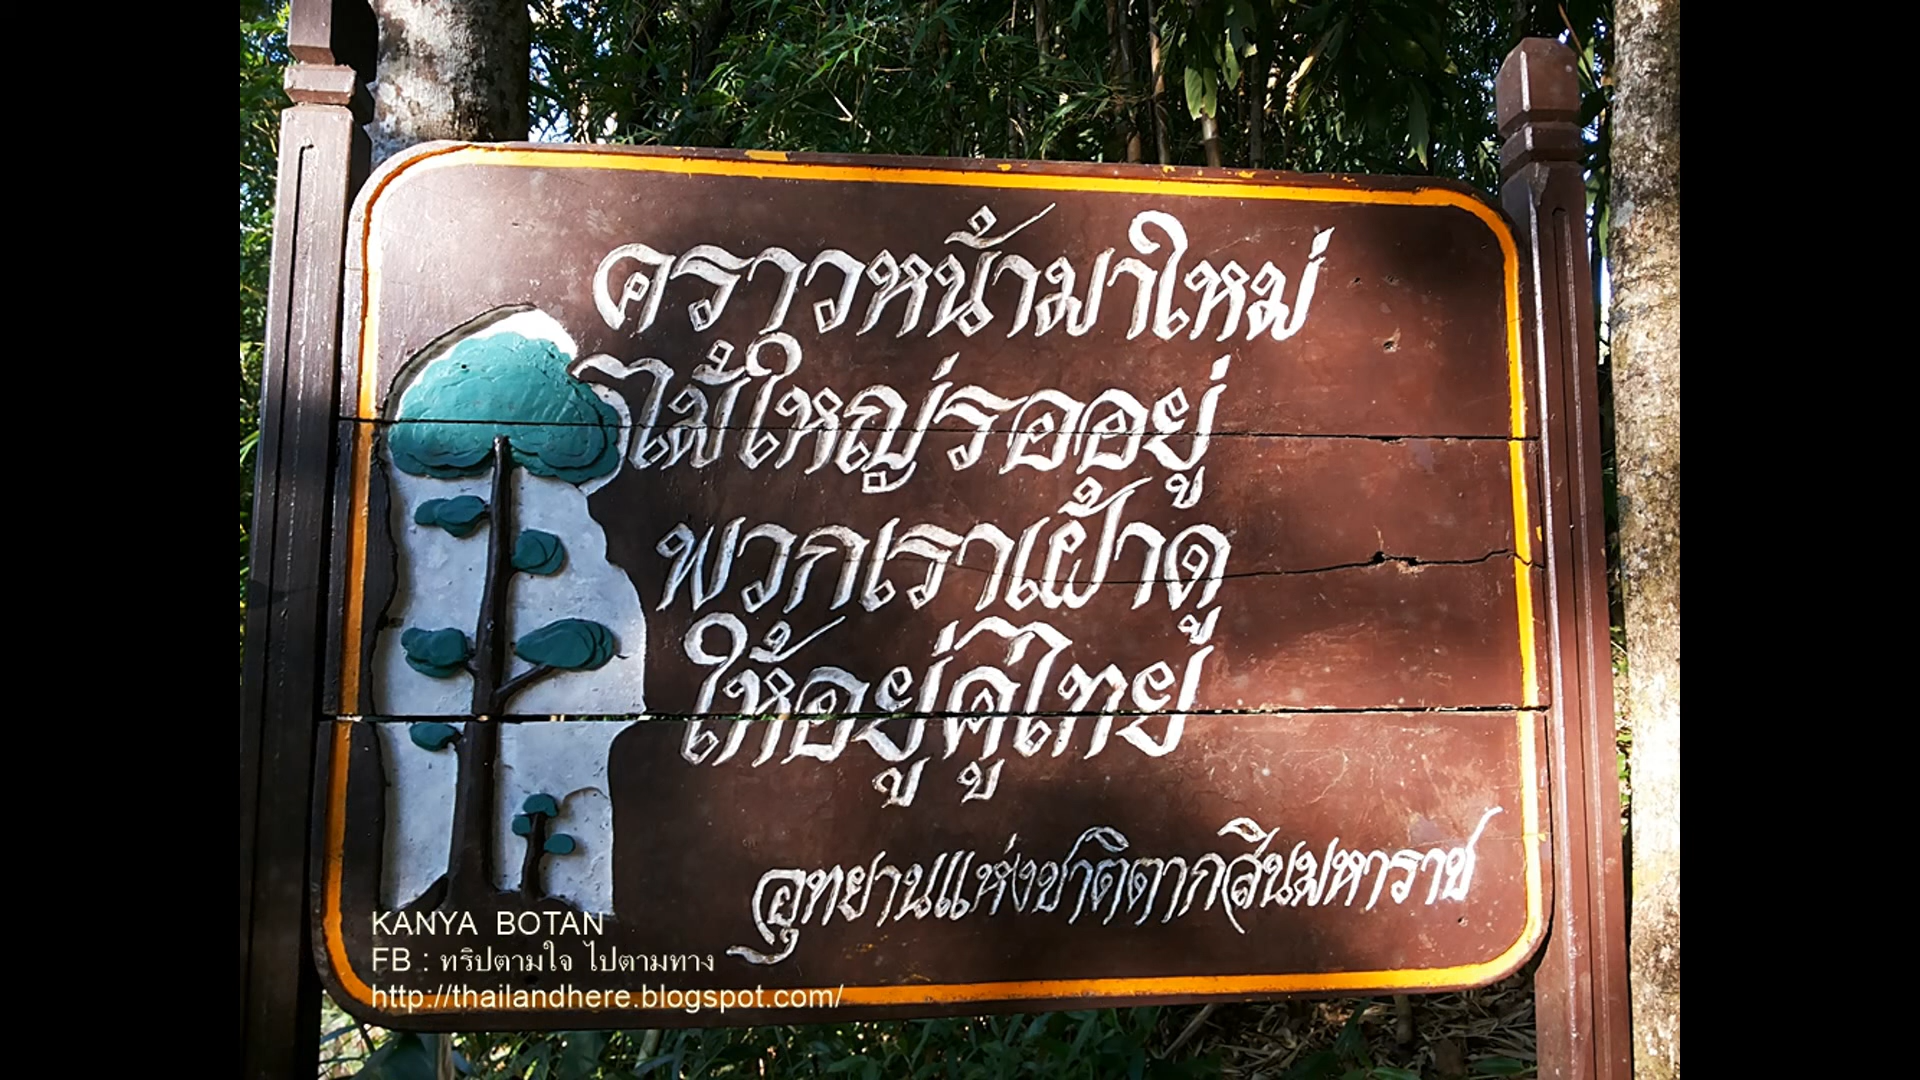 คราวหน้ามาใหม่
ไม้ใหญ่รออยู่
พวกเราเฝ้าดู
ให้อยู่คู่ไทย
อุทยานแห่งชาติตากสินมหาราช
KANYA BOTAN
FB : ทริปตามใจ ไปตามทาง
http://thailandhere.blogspot.com/